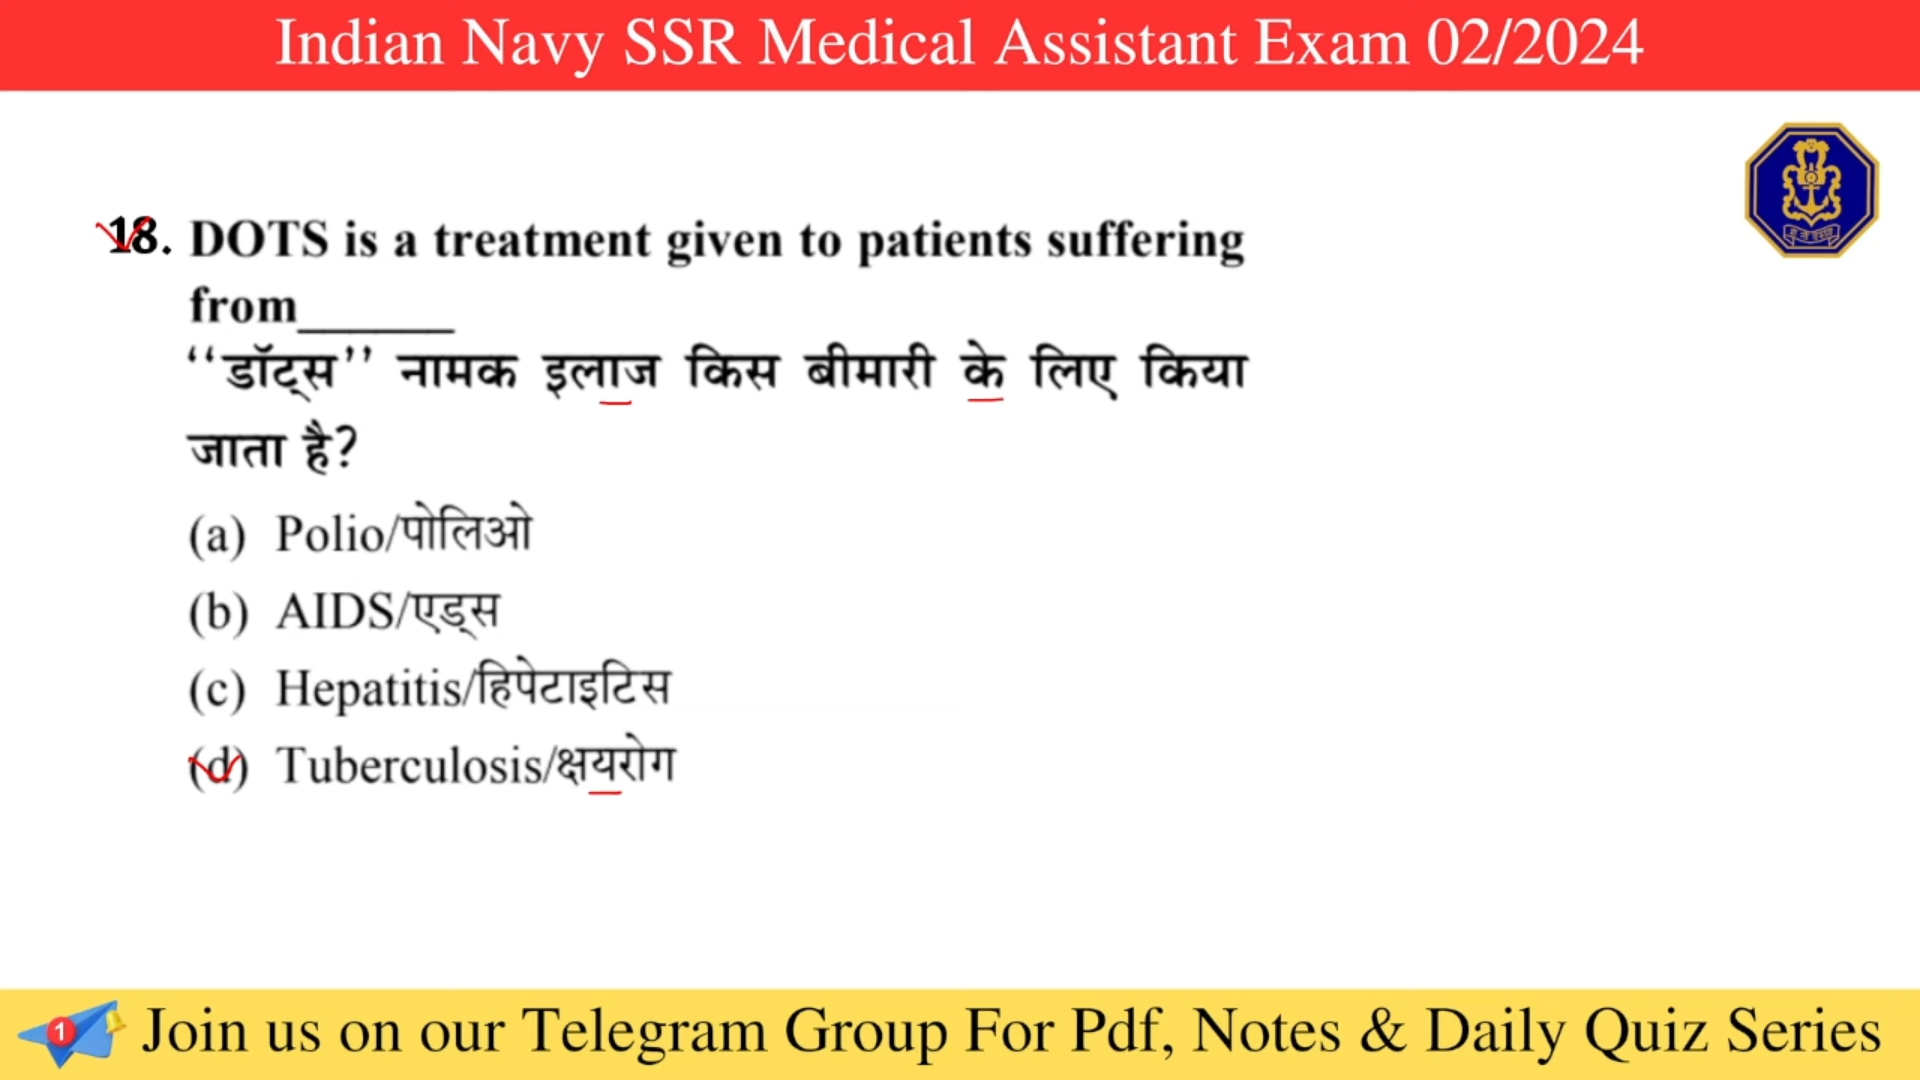 Indian Navy SSR Medical Assistant Exam 02/2024
18. DOTS is a treatment given to patients suffering
from______
‘‘डॉट्स’’ नामक इलाज किस बीमारी के लिए किया
जाता है?
(a) Polio/पोलिओ
(b) AIDS/एड्स
(c) Hepatitis/हिपेटाइटिस
(d) Tuberculosis/क्षयरोग
1 Join us on our Telegram Group For Pdf, Notes & Daily Quiz Series